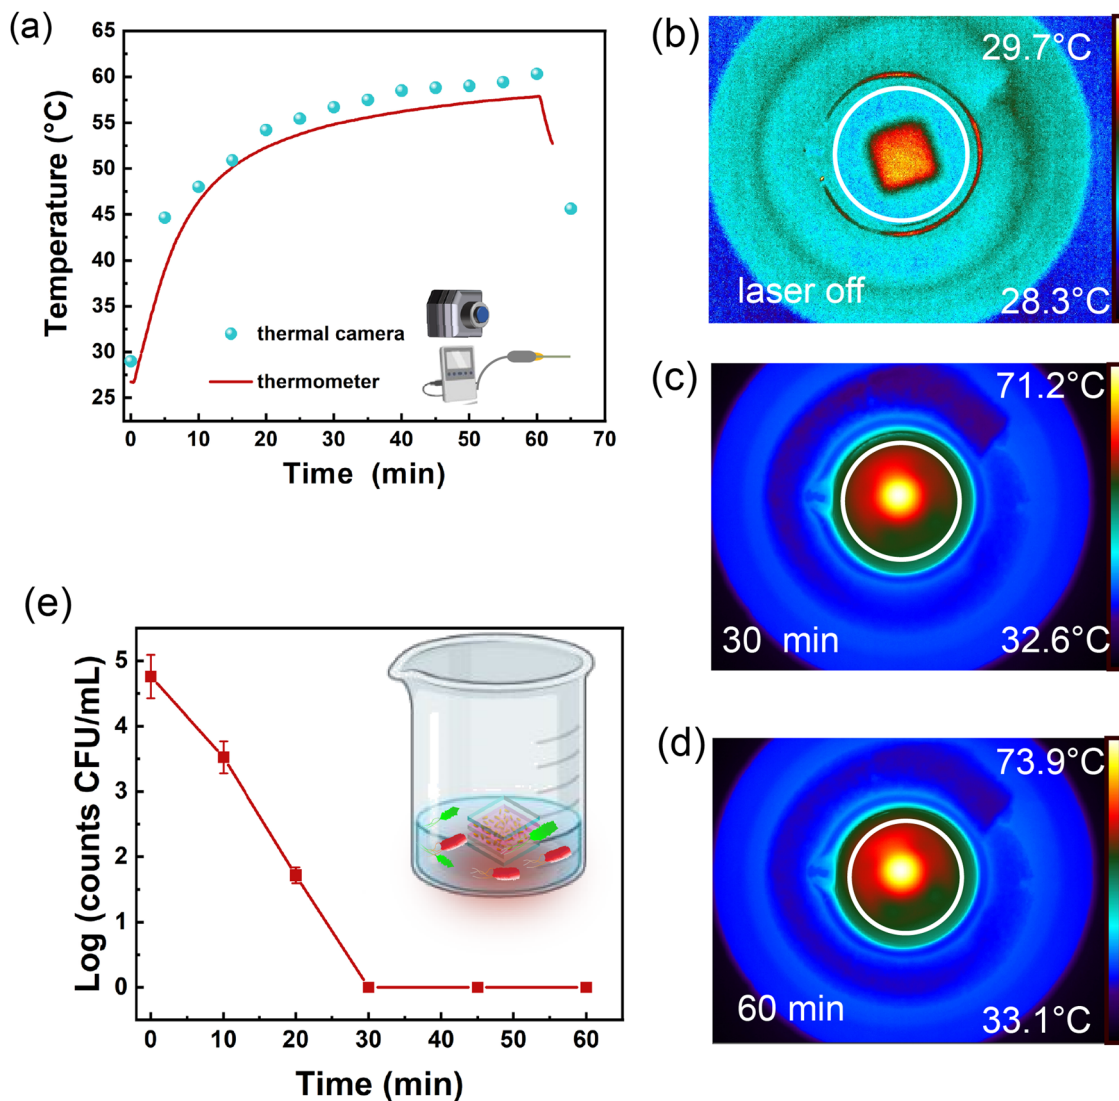 (a)
65
60
55
50
45
40
35
30
25
Temperature (°C)
thermal camera
thermometer
0 10 20 30 40 50 60 70
Time (min)
(b)
29.7°C
laser off
28.3°C
(c)
71.2°C
30 min
32.6°C
(d)
73.9°C
60 min
33.1°C
(e)
5
4
3
2
1
0
Log (counts CFU/mL)
0 10 20 30 40 50 60
Time (min)